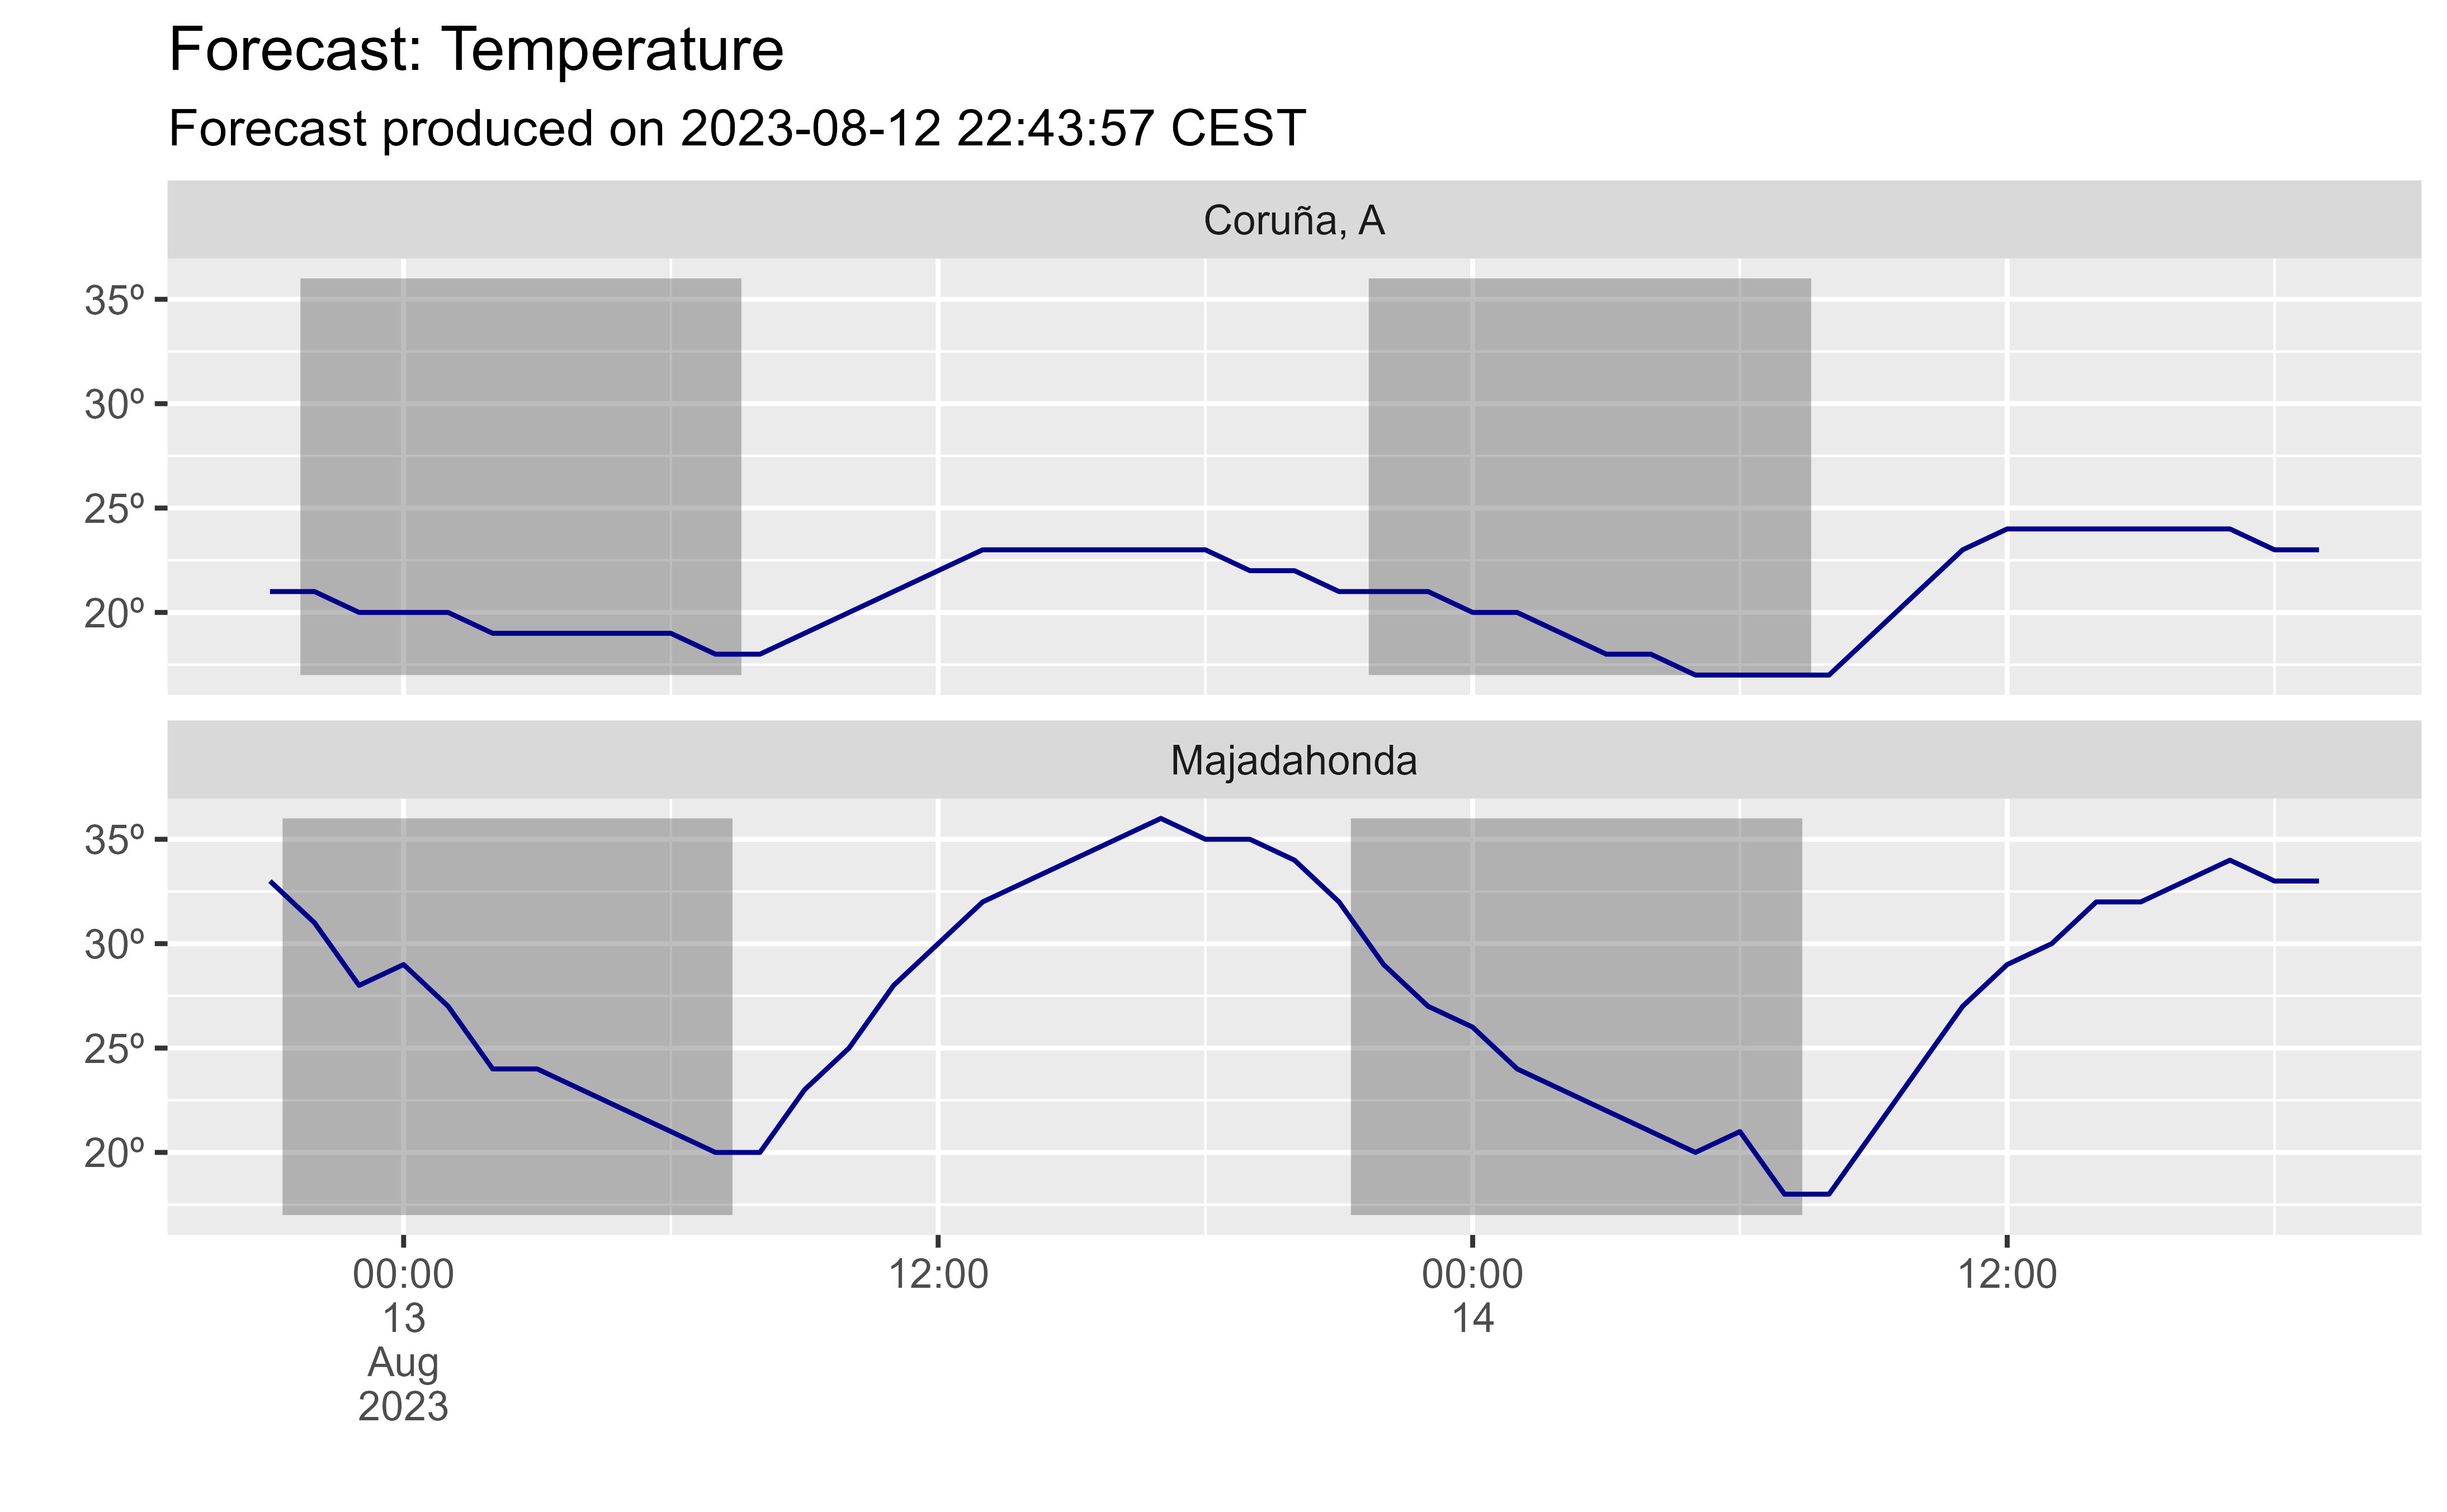 Forecast: Temperature
Forecast produced on 2023-08-12 22:43:57 CEST
Coruña, A
35º
30º
25º
20º
Majadahonda
35º
30º
25º
20º
00:00 12:00 00:00 12:00
13 14
Aug
2023